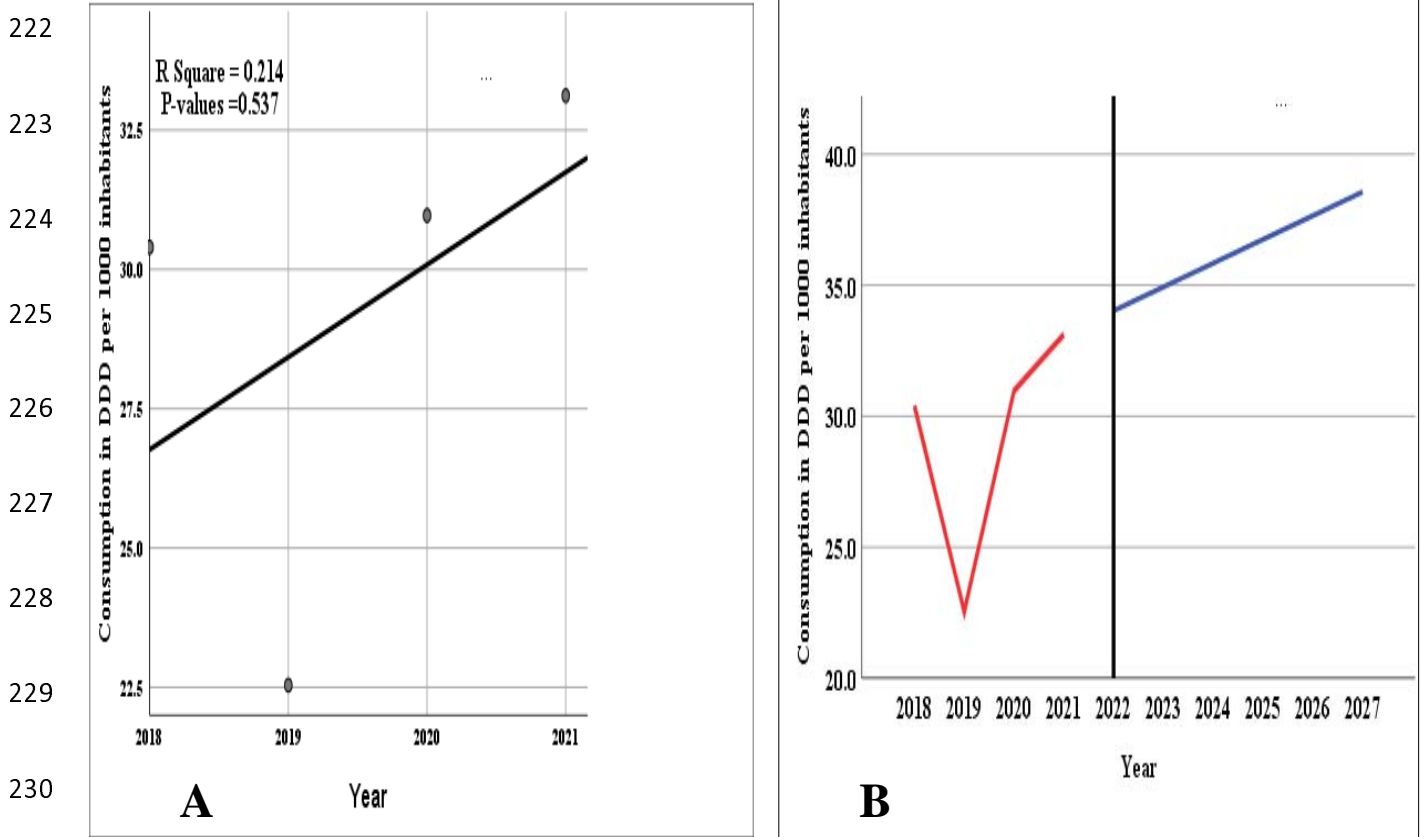 222
223
224
225
226
227
228
229
230
R Square = 0.214
P-values =0.537
...
Consumption in DDD per 1000 inhabitants
32.5
30.0
27.5
25.0
22.5
2018 2019 2020 2021
Year
A
...
Consumption in DDD per 1000 inhabitants
40.0
35.0
30.0
25.0
20.0
2018 2019 2020 2021 2022 2023 2024 2025 2026 2027
Year
B